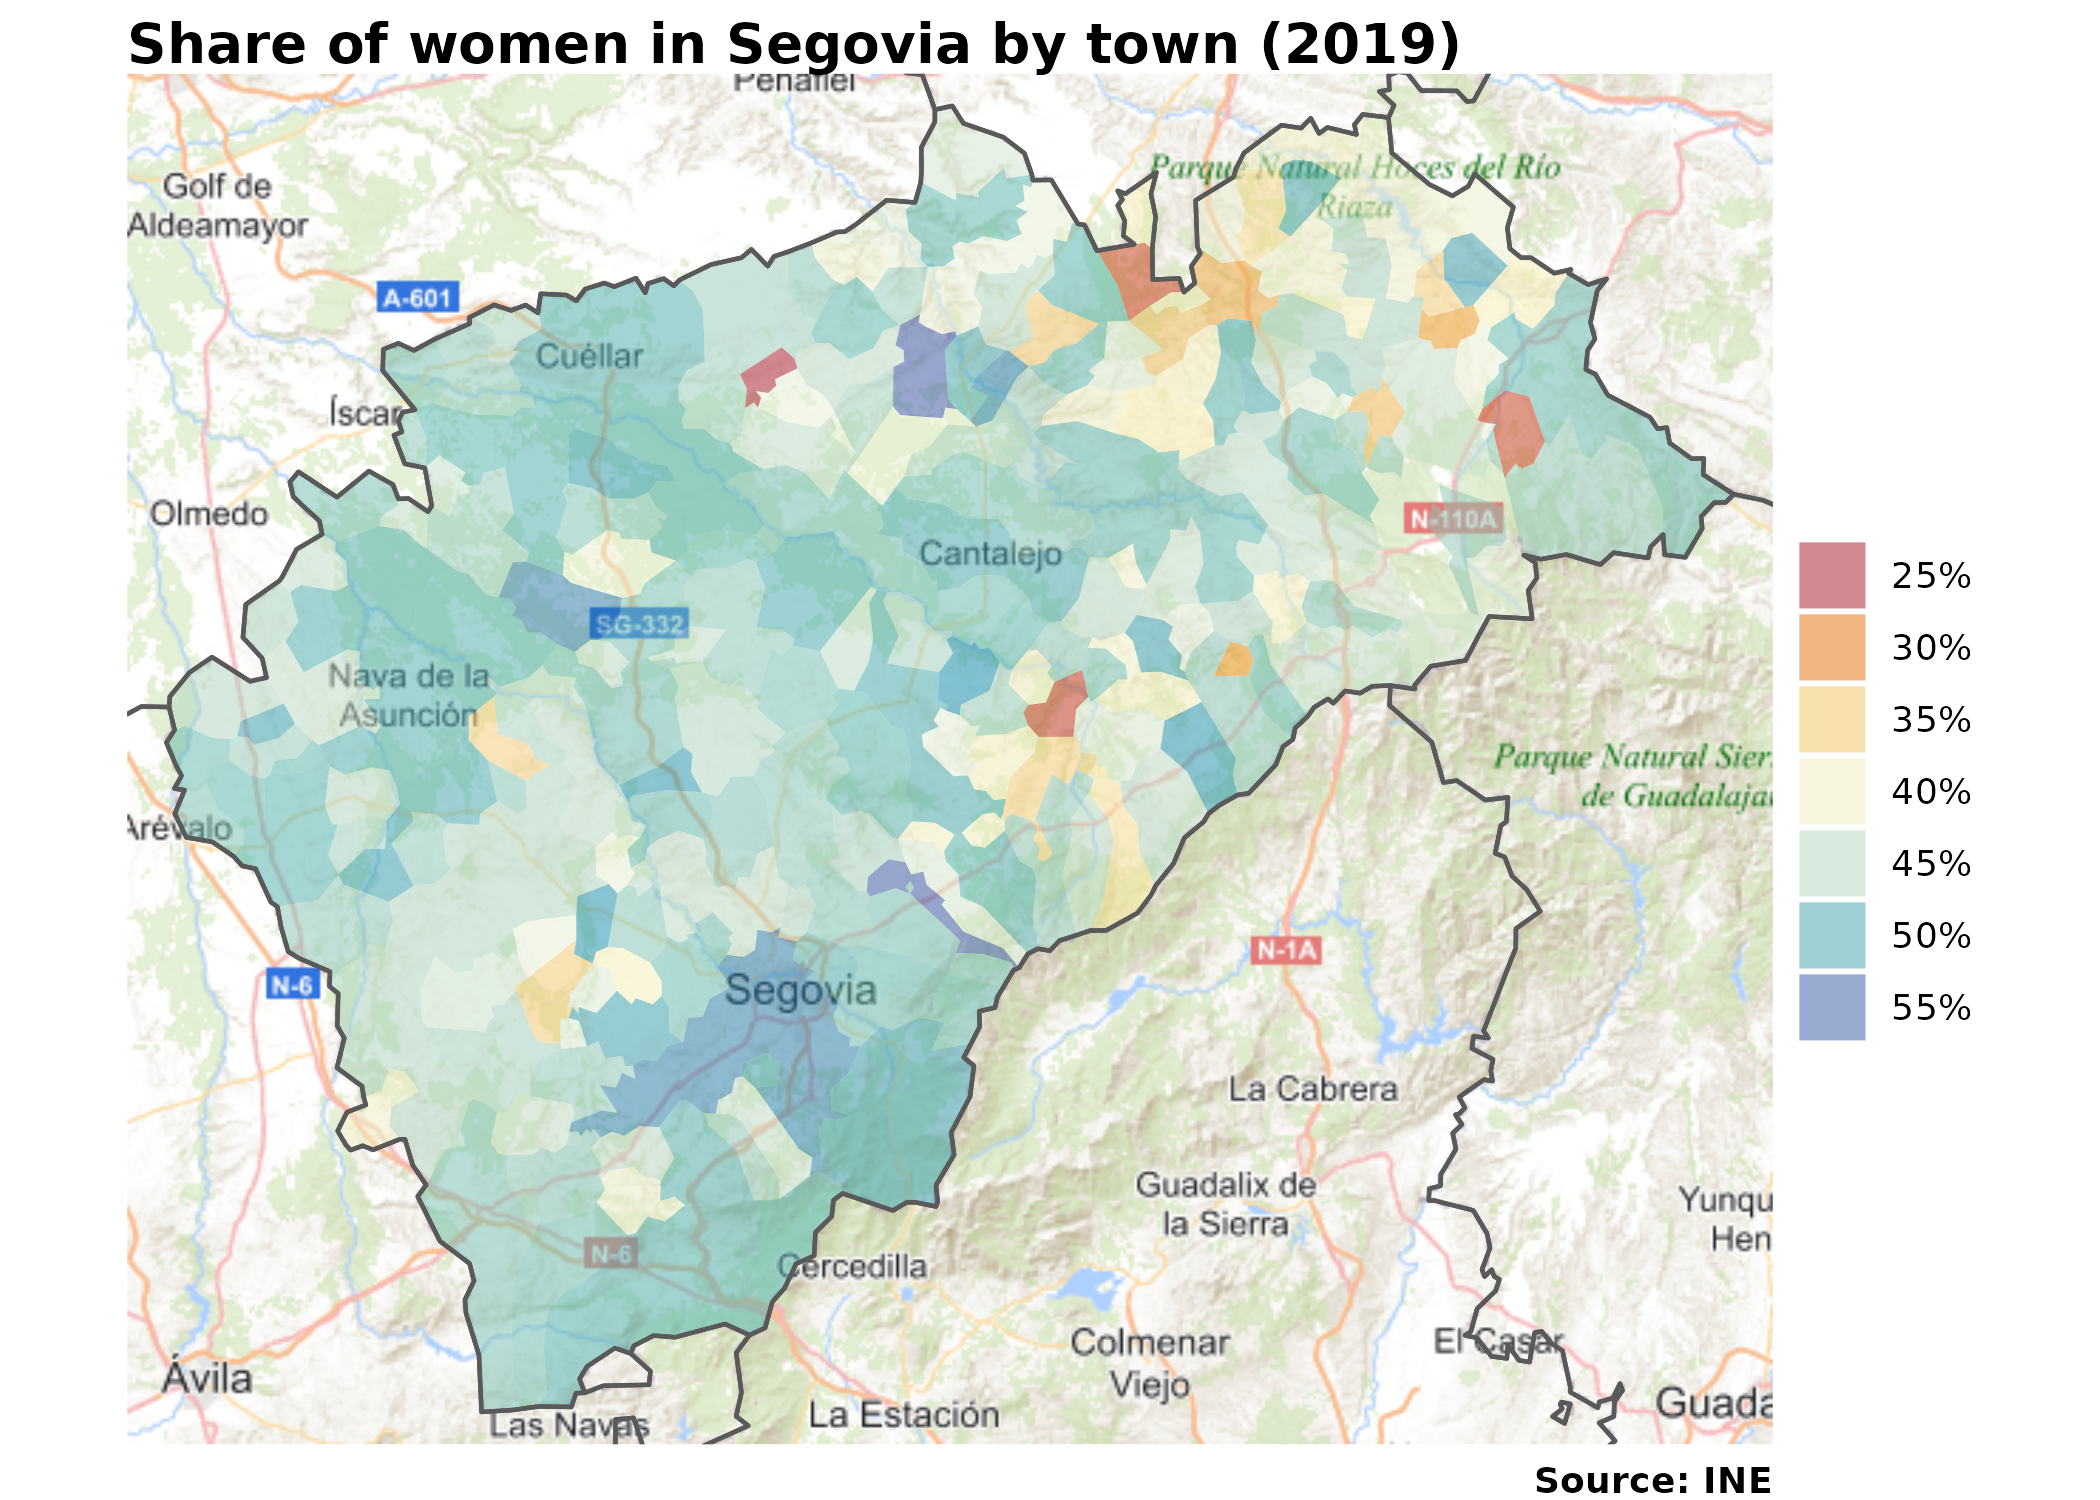 Share of women in Segovia by town (2019)
Peñafiel
Parque Natural Hoces del Río
Riaza
Golf de
Aldeamayor
A-601
Cuéllar
Íscar
Olmedo
N-110A
Cantalejo
SG-332
Nava de la
Asunción
Parque Natural Sier
de Guadalaja
Arévalo
N-6
Segovia
N-1A
La Cabrera
Guadalix de
la Sierra
Yunqu
Hen
N-6
Cercedilla
Colmenar
Viejo
El Casar
Ávila
La Estación
Guada
Las Navas
25%
30%
35%
40%
45%
50%
55%
Source: INE